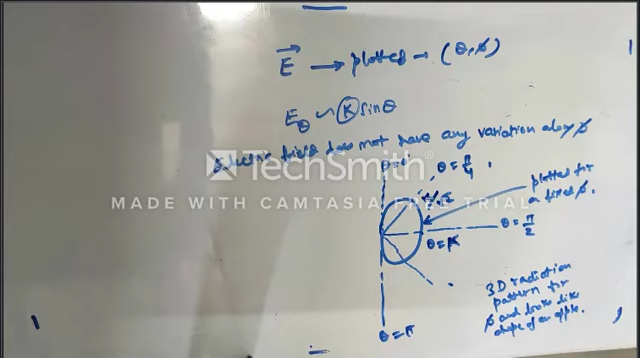 E → plotted → (θ, φ)
E_θ ~ K sinθ
Electric field does not have any variation along φ
TechSmith®
MADE WITH CAMTASIA FREE TRIAL
θ=0
θ=π/4
plotted for
a fixed φ.
θ=π/2
θ=K
3D radiation
pattern for
φ and looks like
shape of an apple.
θ=π